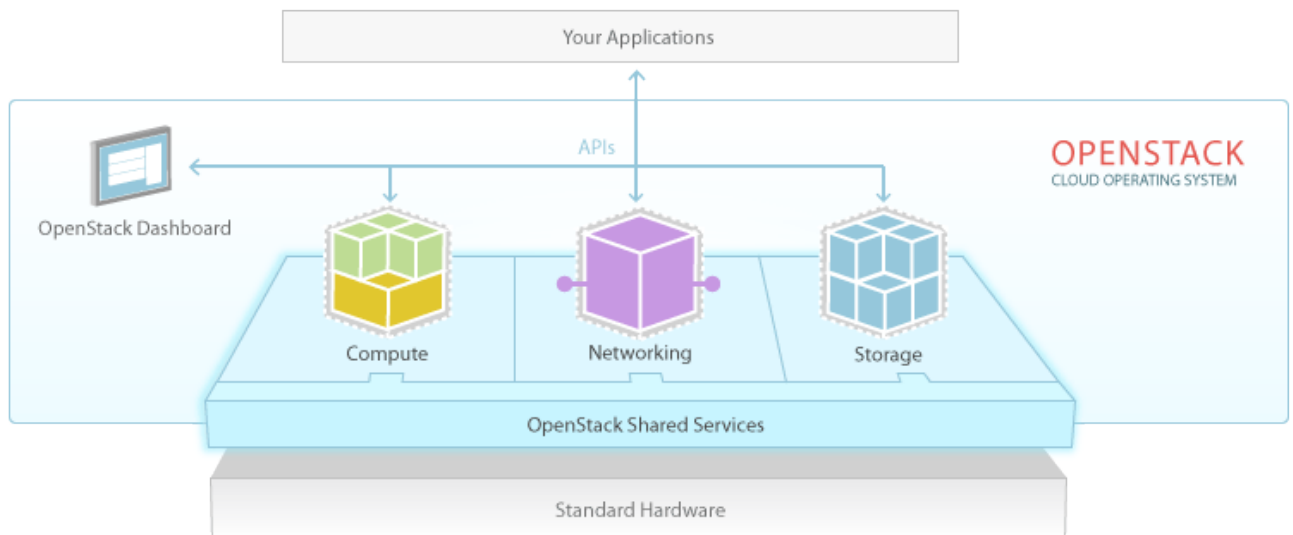 Your Applications
APIs
OPENSTACK
CLOUD OPERATING SYSTEM
OpenStack Dashboard
Compute
Networking
Storage
OpenStack Shared Services
Standard Hardware